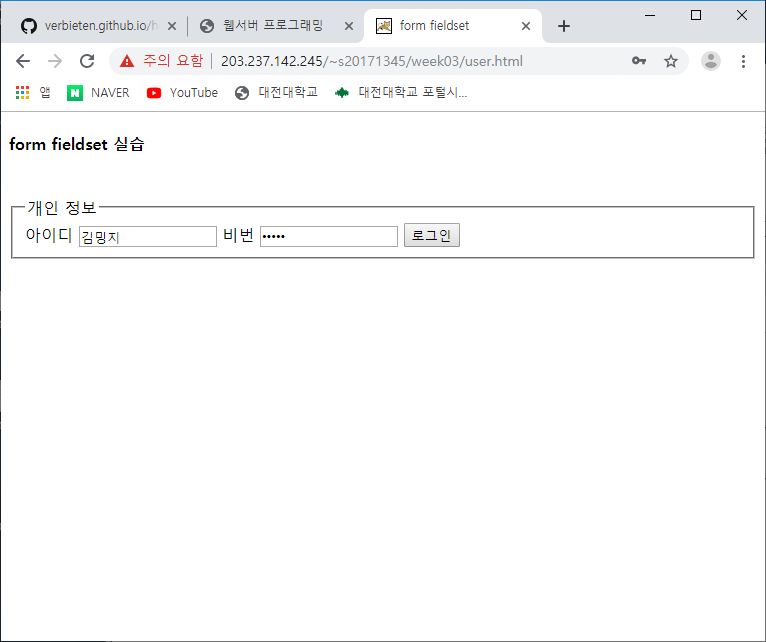 verbieten.github.io/h
웹서버 프로그래밍
form fieldset
주의 요함 | 203.237.142.245/~s20171345/week03/user.html
앱 NAVER YouTube 대전대학교 대전대학교 포털시...
form fieldset 실습
개인 정보
아이디 김밍지 비번 ••••• 로그인